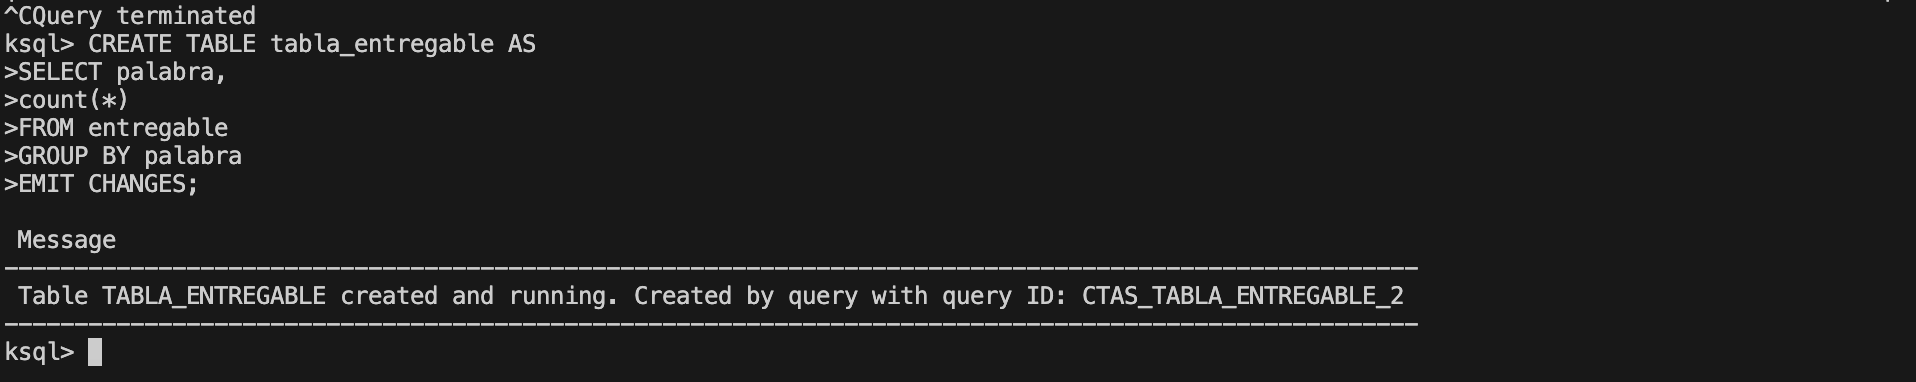 ^CQuery terminated
ksql> CREATE TABLE tabla_entregable AS
>SELECT palabra,
>count(*)
>FROM entregable
>GROUP BY palabra
>EMIT CHANGES;
Message
-----------------------------------------------------------------------------------------------------
Table TABLA_ENTREGABLE created and running. Created by query with query ID: CTAS_TABLA_ENTREGABLE_2
-----------------------------------------------------------------------------------------------------
ksql>